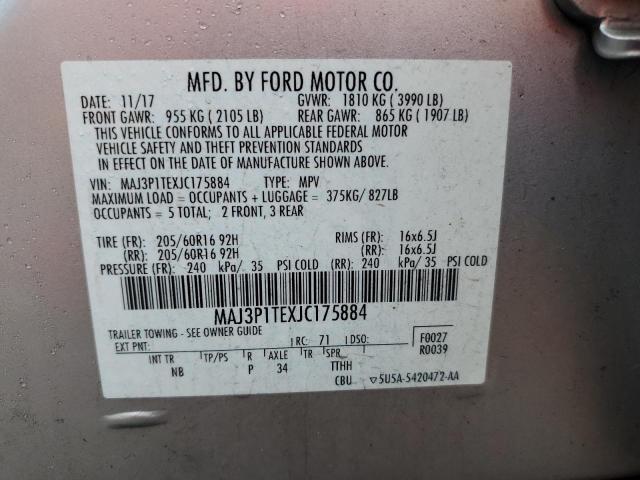 MFD. BY FORD MOTOR CO.
DATE: 11/17 GVWR: 1810 KG ( 3990 LB)
FRONT GAWR: 955 KG ( 2105 LB) REAR GAWR: 865 KG ( 1907 LB)
THIS VEHICLE CONFORMS TO ALL APPLICABLE FEDERAL MOTOR
VEHICLE SAFETY AND THEFT PREVENTION STANDARDS
IN EFFECT ON THE DATE OF MANUFACTURE SHOWN ABOVE.
VIN: MAJ3P1TEXJC175884 TYPE: MPV
MAXIMUM LOAD = OCCUPANTS + LUGGAGE = 375KG/ 827LB
OCCUPANTS = 5 TOTAL; 2 FRONT, 3 REAR
TIRE (FR): 205/60R16 92H RIMS (FR): 16x6.5J
(RR): 205/60R16 92H (RR): 16x6.5J
PRESSURE (FR): 240 kPa/ 35 PSI COLD (RR): 240 kPa/ 35 PSI COLD
MAJ3P1TEXJC175884
TRAILER TOWING - SEE OWNER GUIDE
EXT PNT: RC: 71 DSO: F0027
INT TR TP/PS R AXLE TR SPR R0039
NB P 34 TTHH
CBU 5U5A-5420472-AA